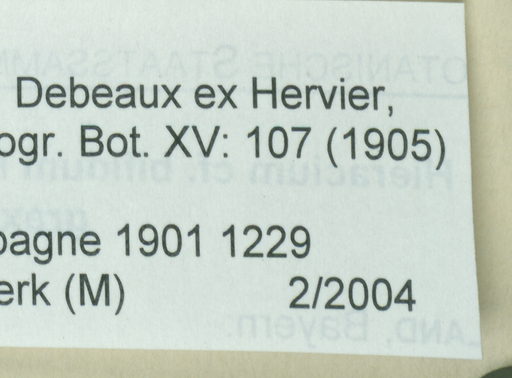 Debeaux ex Hervier,
ogr. Bot. XV: 107 (1905)
pagne 1901 1229
erk (M) 2/2004